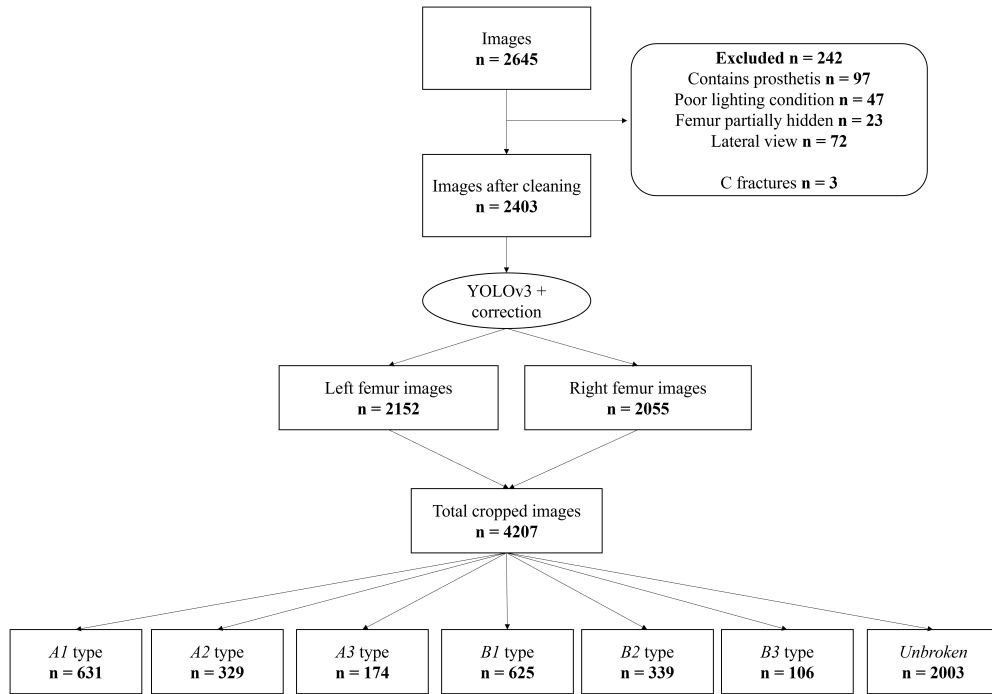 Images
n = 2645
Excluded n = 242
Contains prosthetis n = 97
Poor lighting condition n = 47
Femur partially hidden n = 23
Lateral view n = 72
C fractures n = 3
Images after cleaning
n = 2403
YOLOv3 +
correction
Left femur images
n = 2152
Right femur images
n = 2055
Total cropped images
n = 4207
A1 type
n = 631
A2 type
n = 329
A3 type
n = 174
B1 type
n = 625
B2 type
n = 339
B3 type
n = 106
Unbroken
n = 2003